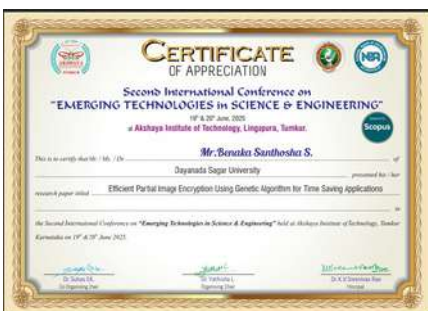 CERTIFICATE
OF APPRECIATION
NBA
Second International Conference on
"EMERGING TECHNOLOGIES in SCIENCE & ENGINEERING"
19th & 20th June, 2025
at Akshaya Institute of Technology, Lingapura, Tumkur.
Scopus
This is to certify that Mr. / Ms. / Dr. Mr. Benaka Santhosha S. of
Dayanada Sagar University presented his / her
research paper titled Efficient Partial Image Encryption Using Genetic Algorithm for Time Saving Applications
in
the Second International Conference on "Emerging Technologies in Science & Engineering" held at Akshaya Institute of Technology, Tumkur
Karnataka on 19th & 20th June 2025.
Organising Chair
Principal